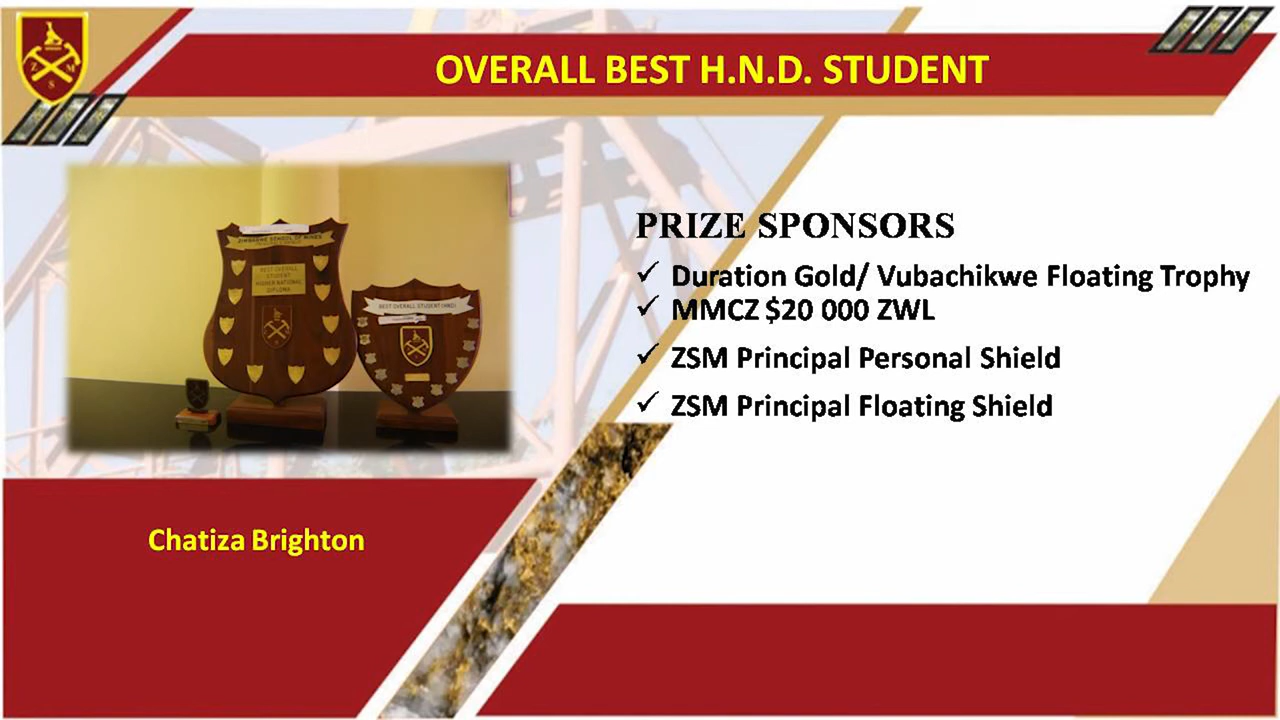 Z M
S
OVERALL BEST H.N.D. STUDENT
ZIMBABWE SCHOOL OF MINES
BEST OVERALL
STUDENT
HIGHER NATIONAL
DIPLOMA
BEST OVERALL STUDENT (HND)
PRIZE SPONSORS
✓ Duration Gold/ Vubachikwe Floating Trophy
✓ MMCZ $20 000 ZWL
✓ ZSM Principal Personal Shield
✓ ZSM Principal Floating Shield
Chatiza Brighton